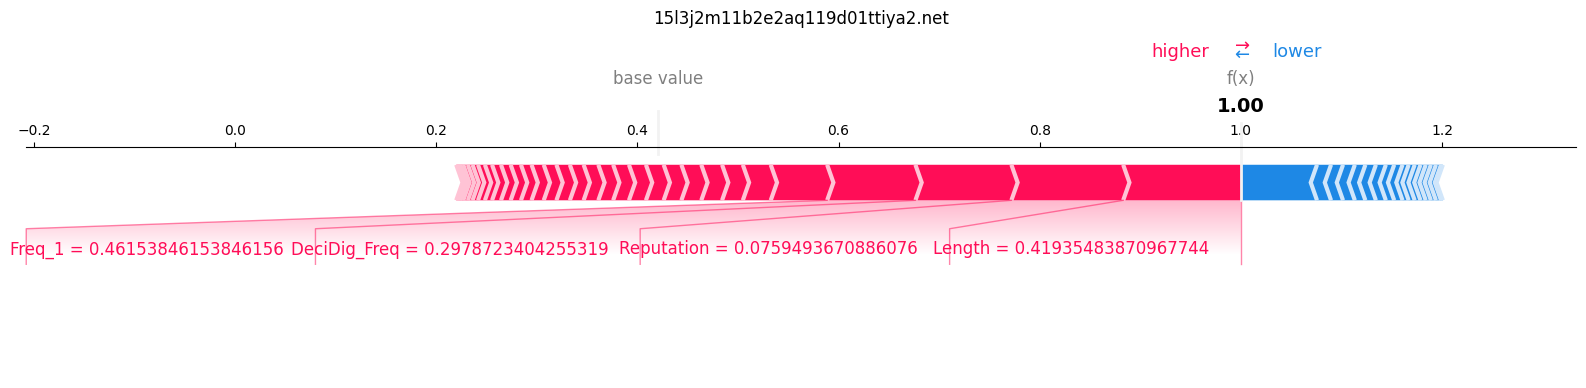 15l3j2m11b2e2aq119d01ttiya2.net
higher ⇄ lower
base value f(x)
1.00
−0.2 0.0 0.2 0.4 0.6 0.8 1.0 1.2
Freq_1 = 0.46153846153846156 DeciDig_Freq = 0.2978723404255319 Reputation = 0.0759493670886076 Length = 0.41935483870967744